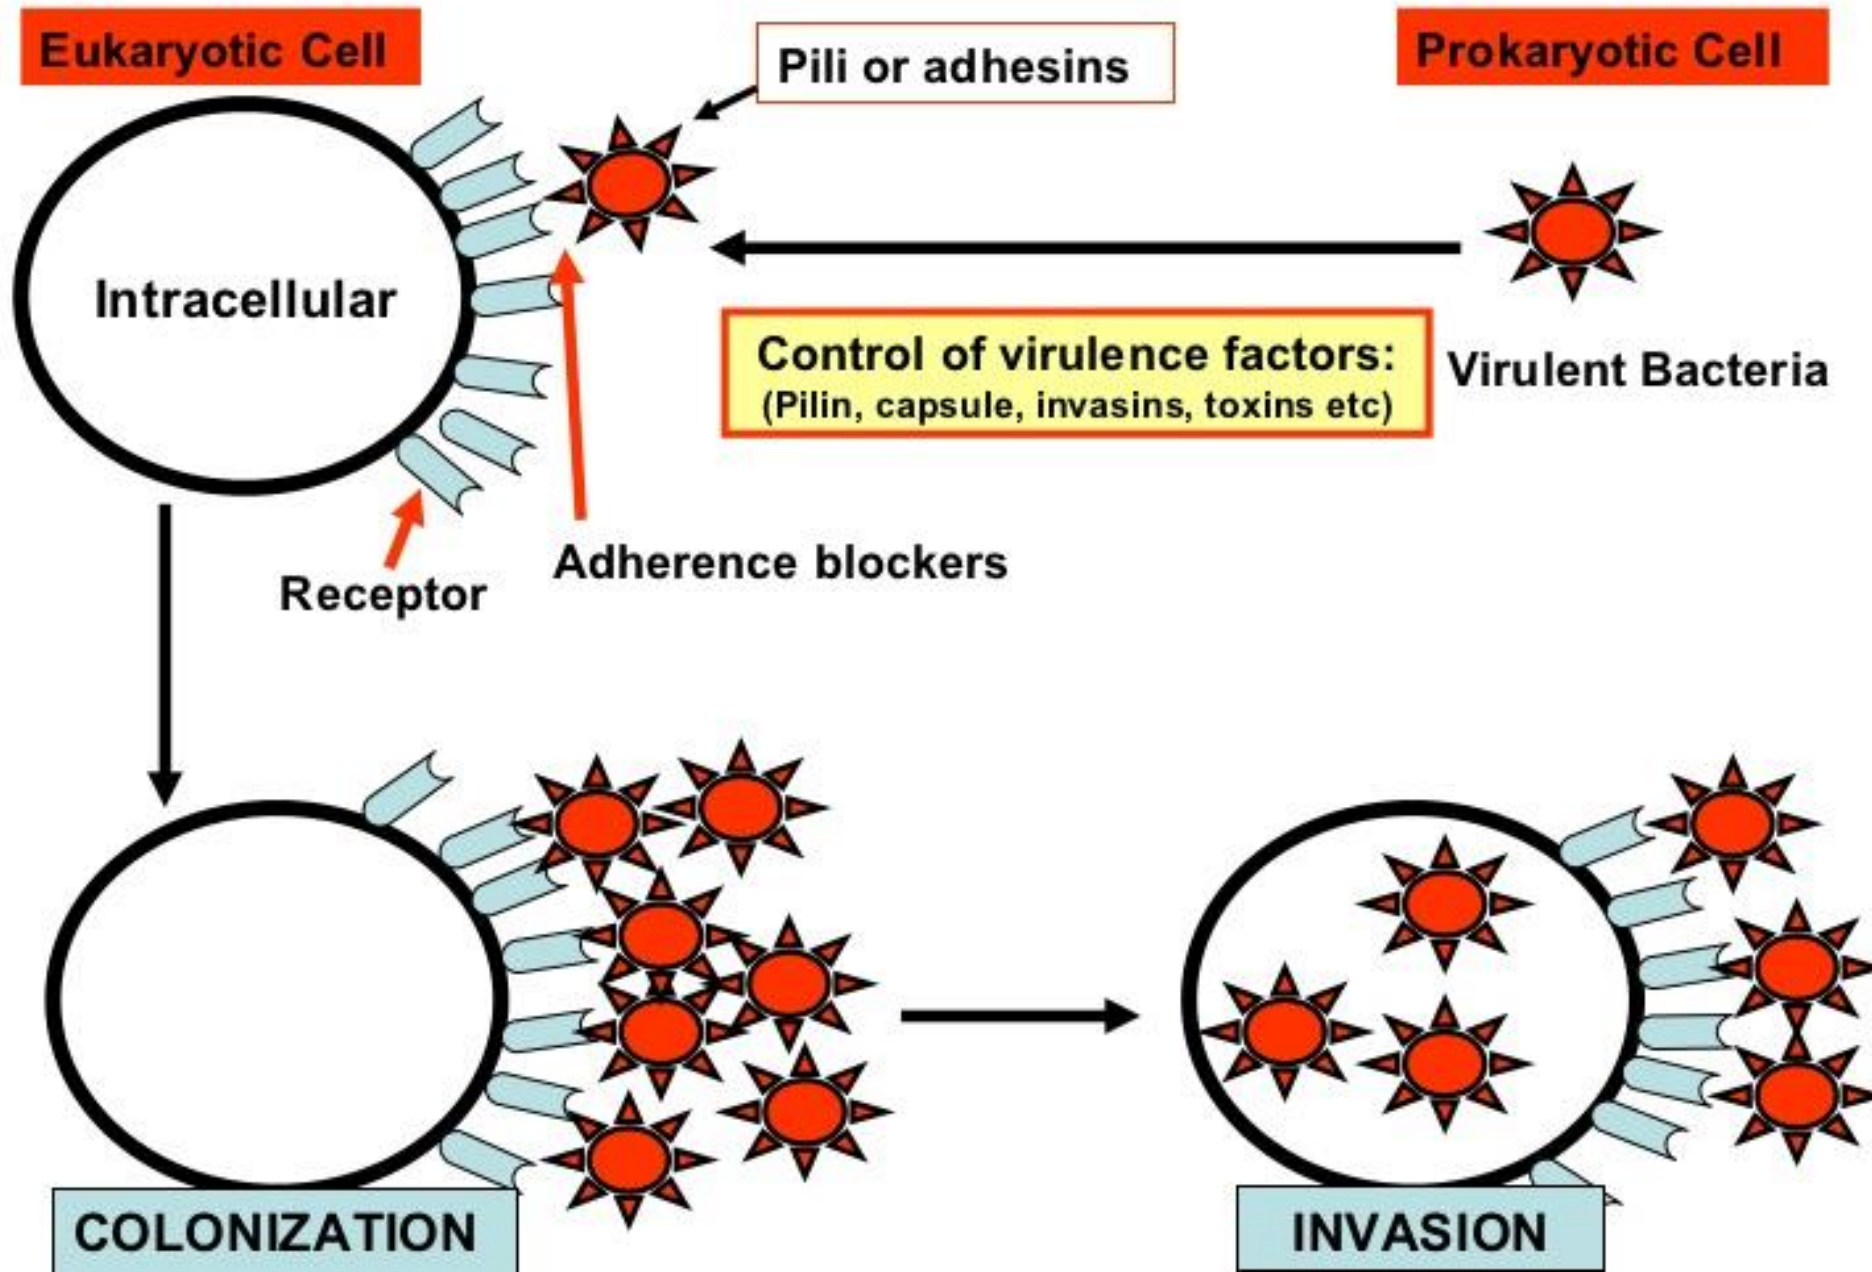 Eukaryotic Cell
Pili or adhesins
Prokaryotic Cell
Intracellular
Control of virulence factors:
(Pilin, capsule, invasins, toxins etc)
Virulent Bacteria
Receptor
Adherence blockers
COLONIZATION
INVASION